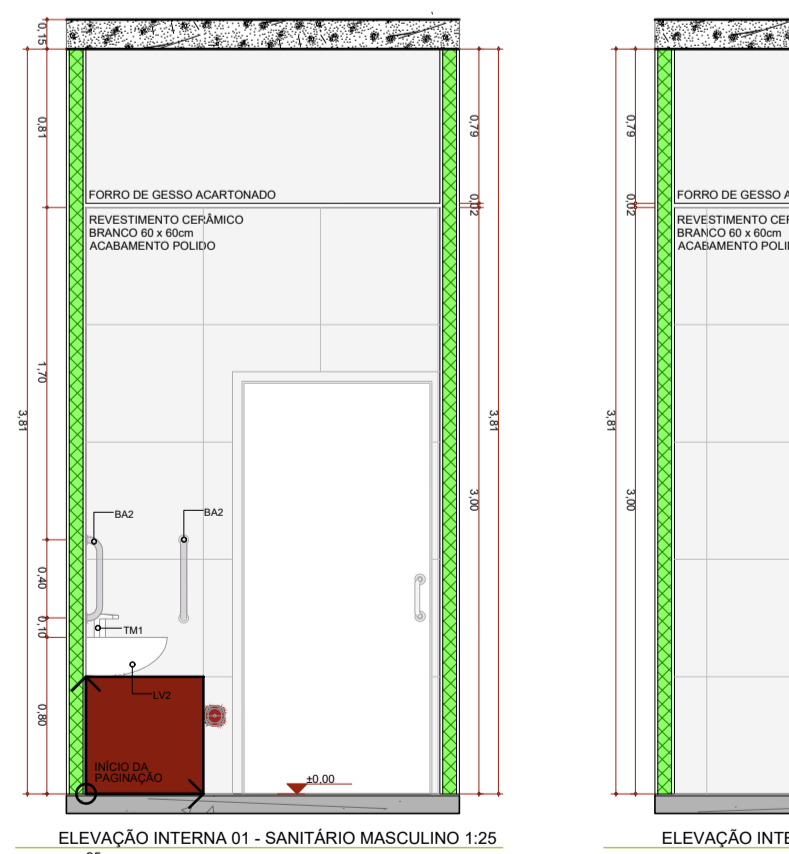 0,15
0,81
0,79
0,79
FORRO DE GESSO ACARTONADO
0,02
FORRO DE GESSO A
0,02
REVESTIMENTO CERÂMICO
BRANCO 60 x 60cm
ACABAMENTO POLIDO
REVESTIMENTO CE
BRANCO 60 x 60cm
ACABAMENTO POLI
1,70
3,81
3,81
3,81
3,00
3,00
BA2
BA2
0,40
0,10
TM1
LV2
0,80
INÍCIO DA
PAGINAÇÃO
±0,00
ELEVAÇÃO INTERNA 01 - SANITÁRIO MASCULINO 1:25
ELEVAÇÃO INTE